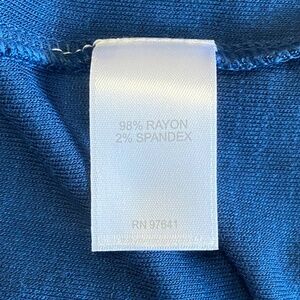 98% RAYON
2% SPANDEX
RN 97641